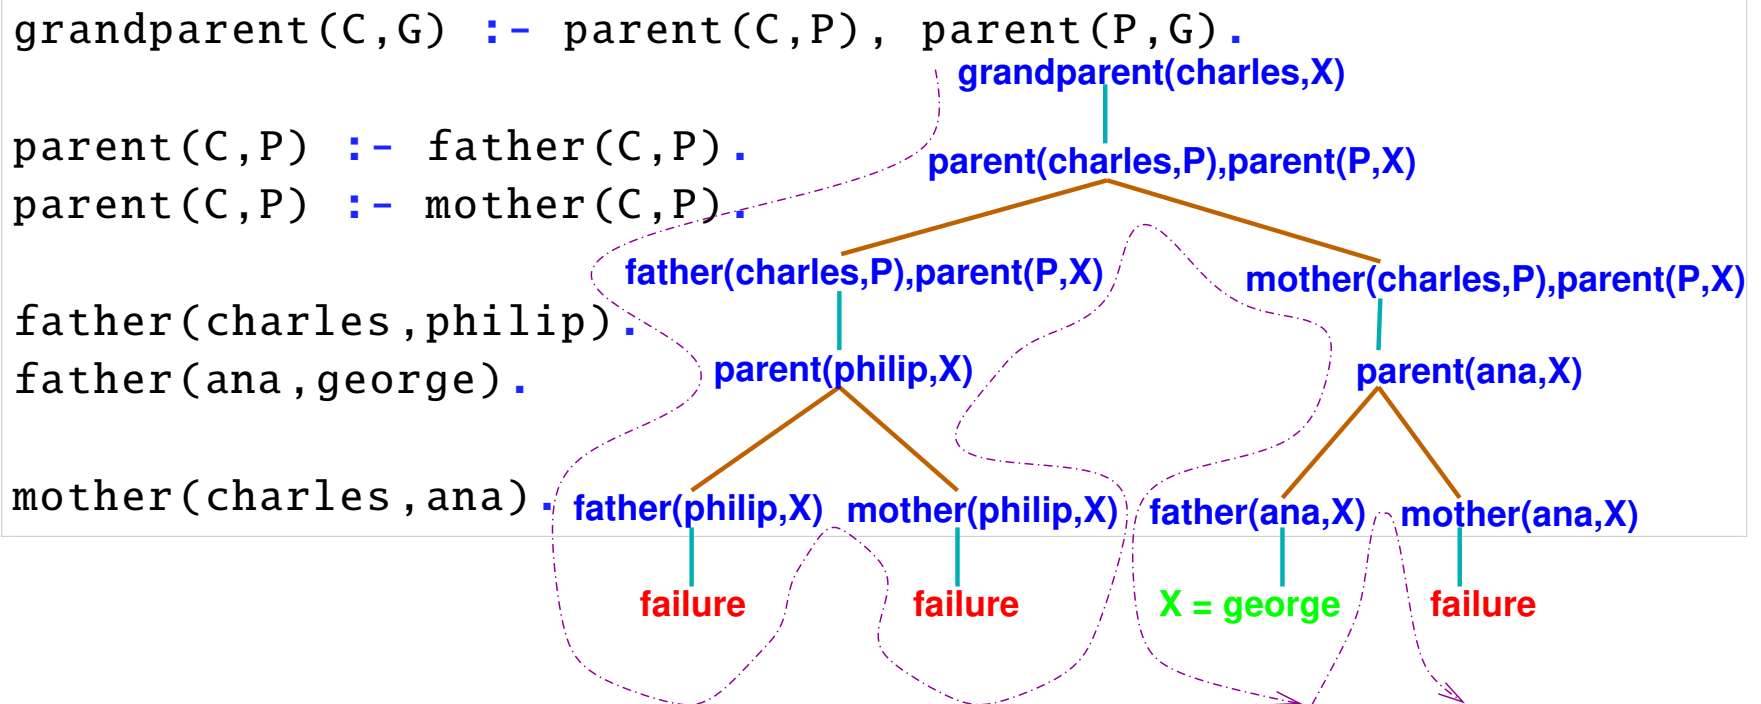 grandparent(C,G) :- parent(C,P), parent(P,G).
parent(C,P) :- father(C,P).
parent(C,P) :- mother(C,P).
father(charles,philip).
father(ana,george).
mother(charles,ana).
grandparent(charles,X)
parent(charles,P),parent(P,X)
father(charles,P),parent(P,X)
mother(charles,P),parent(P,X)
parent(philip,X)
parent(ana,X)
father(philip,X)
mother(philip,X)
father(ana,X)
mother(ana,X)
failure
failure
X = george
failure